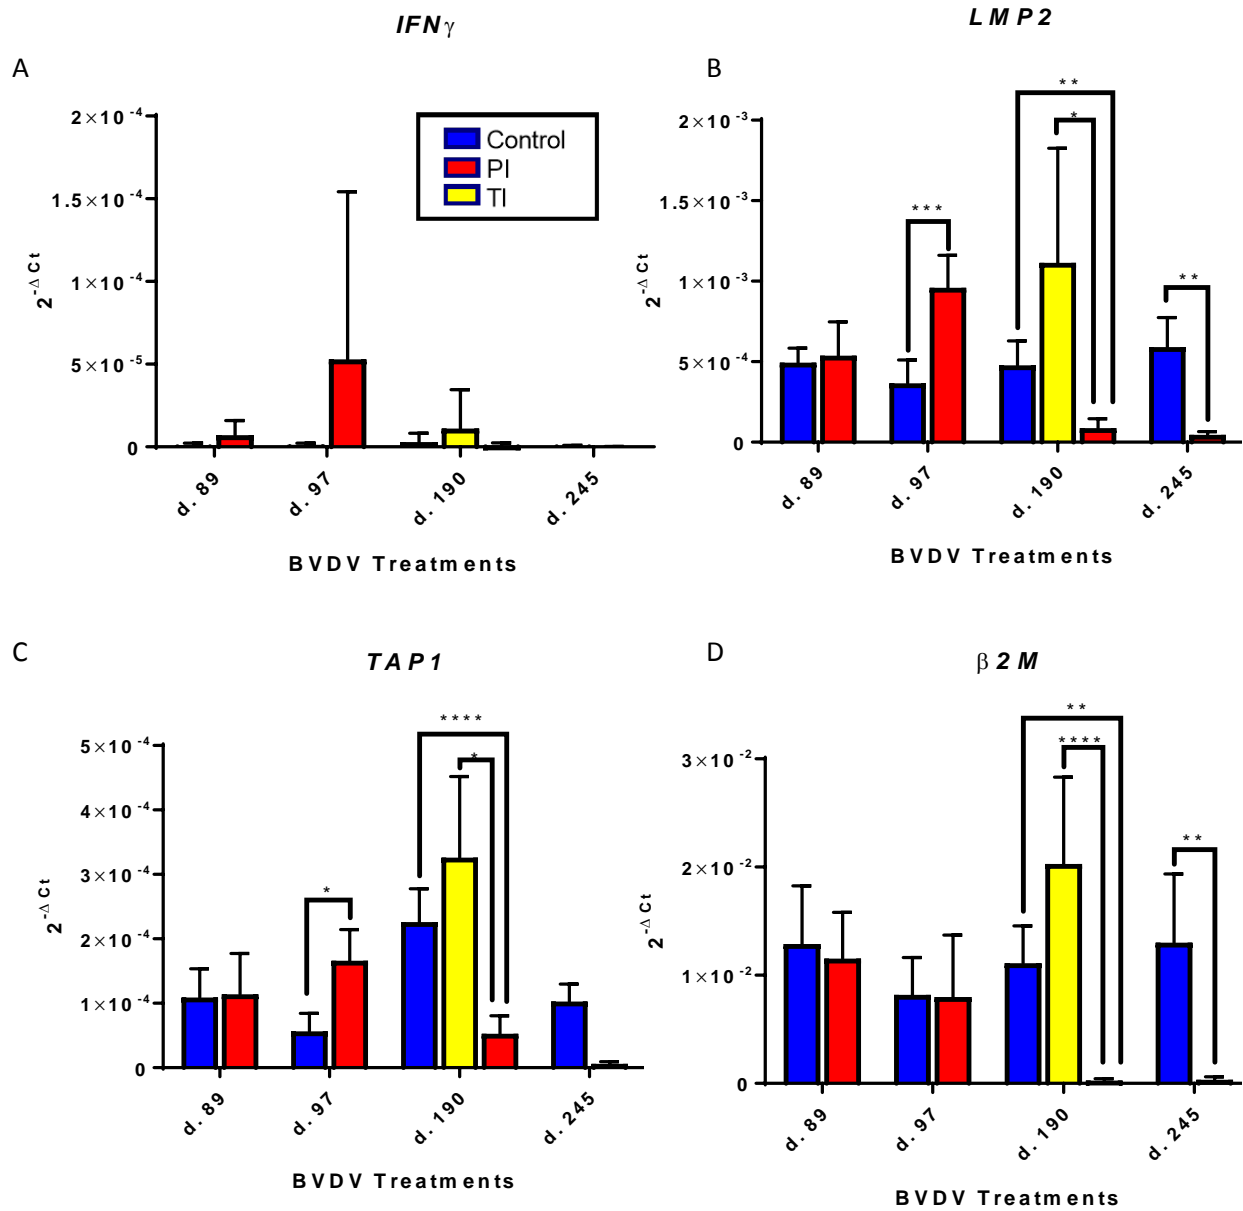 A
IFNγ
2×10⁻⁴
1.5×10⁻⁴
1×10⁻⁴
5×10⁻⁵
0
2^-ΔCt
Control
PI
TI
d. 89
d. 97
d. 190
d. 245
BVDV Treatments
B
LMP2
2×10⁻³
1.5×10⁻³
1×10⁻³
5×10⁻⁴
0
2^-ΔCt
***
**
*
**
d. 89
d. 97
d. 190
d. 245
BVDV Treatments
C
TAP1
5×10⁻⁴
4×10⁻⁴
3×10⁻⁴
2×10⁻⁴
1×10⁻⁴
0
2^-ΔCt
*
****
*
d. 89
d. 97
d. 190
d. 245
BVDV Treatments
D
β2M
3×10⁻²
2×10⁻²
1×10⁻²
0
2^-ΔCt
**
****
**
d. 89
d. 97
d. 190
d. 245
BVDV Treatments